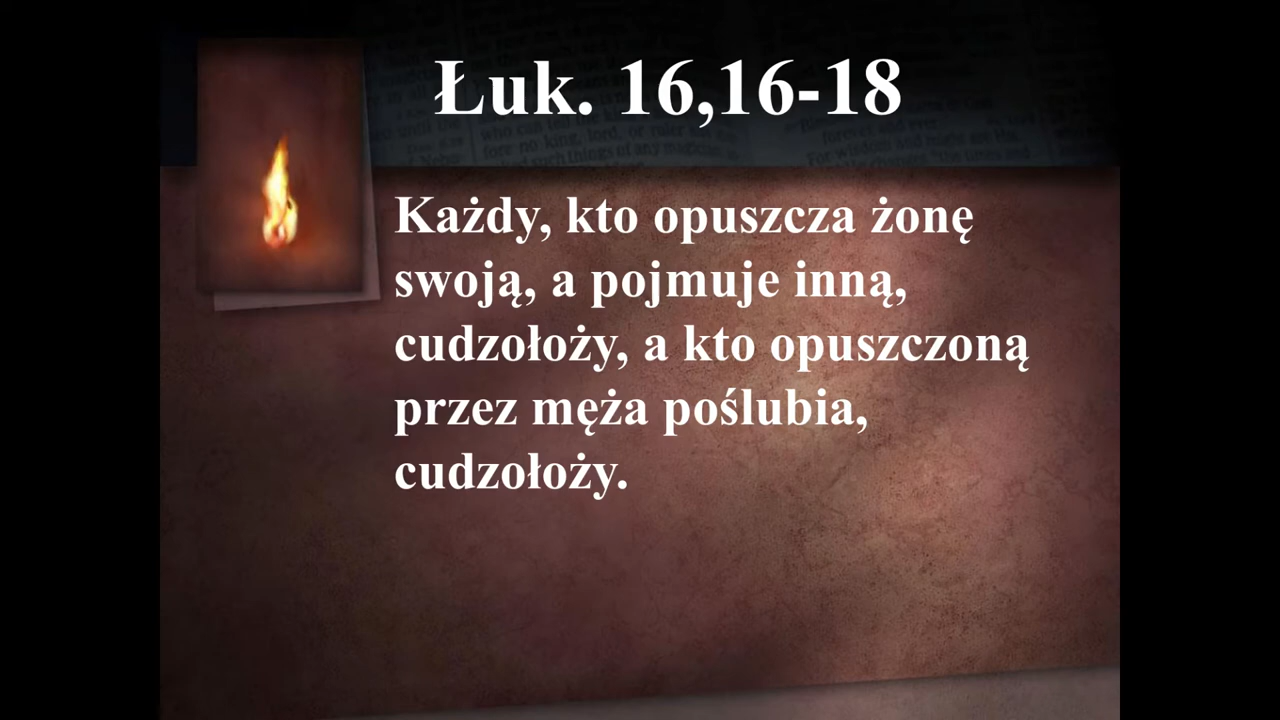 Łuk. 16,16-18
Każdy, kto opuszcza żonę
swoją, a pojmuje inną,
cudzołoży, a kto opuszczoną
przez męża poślubia,
cudzołoży.